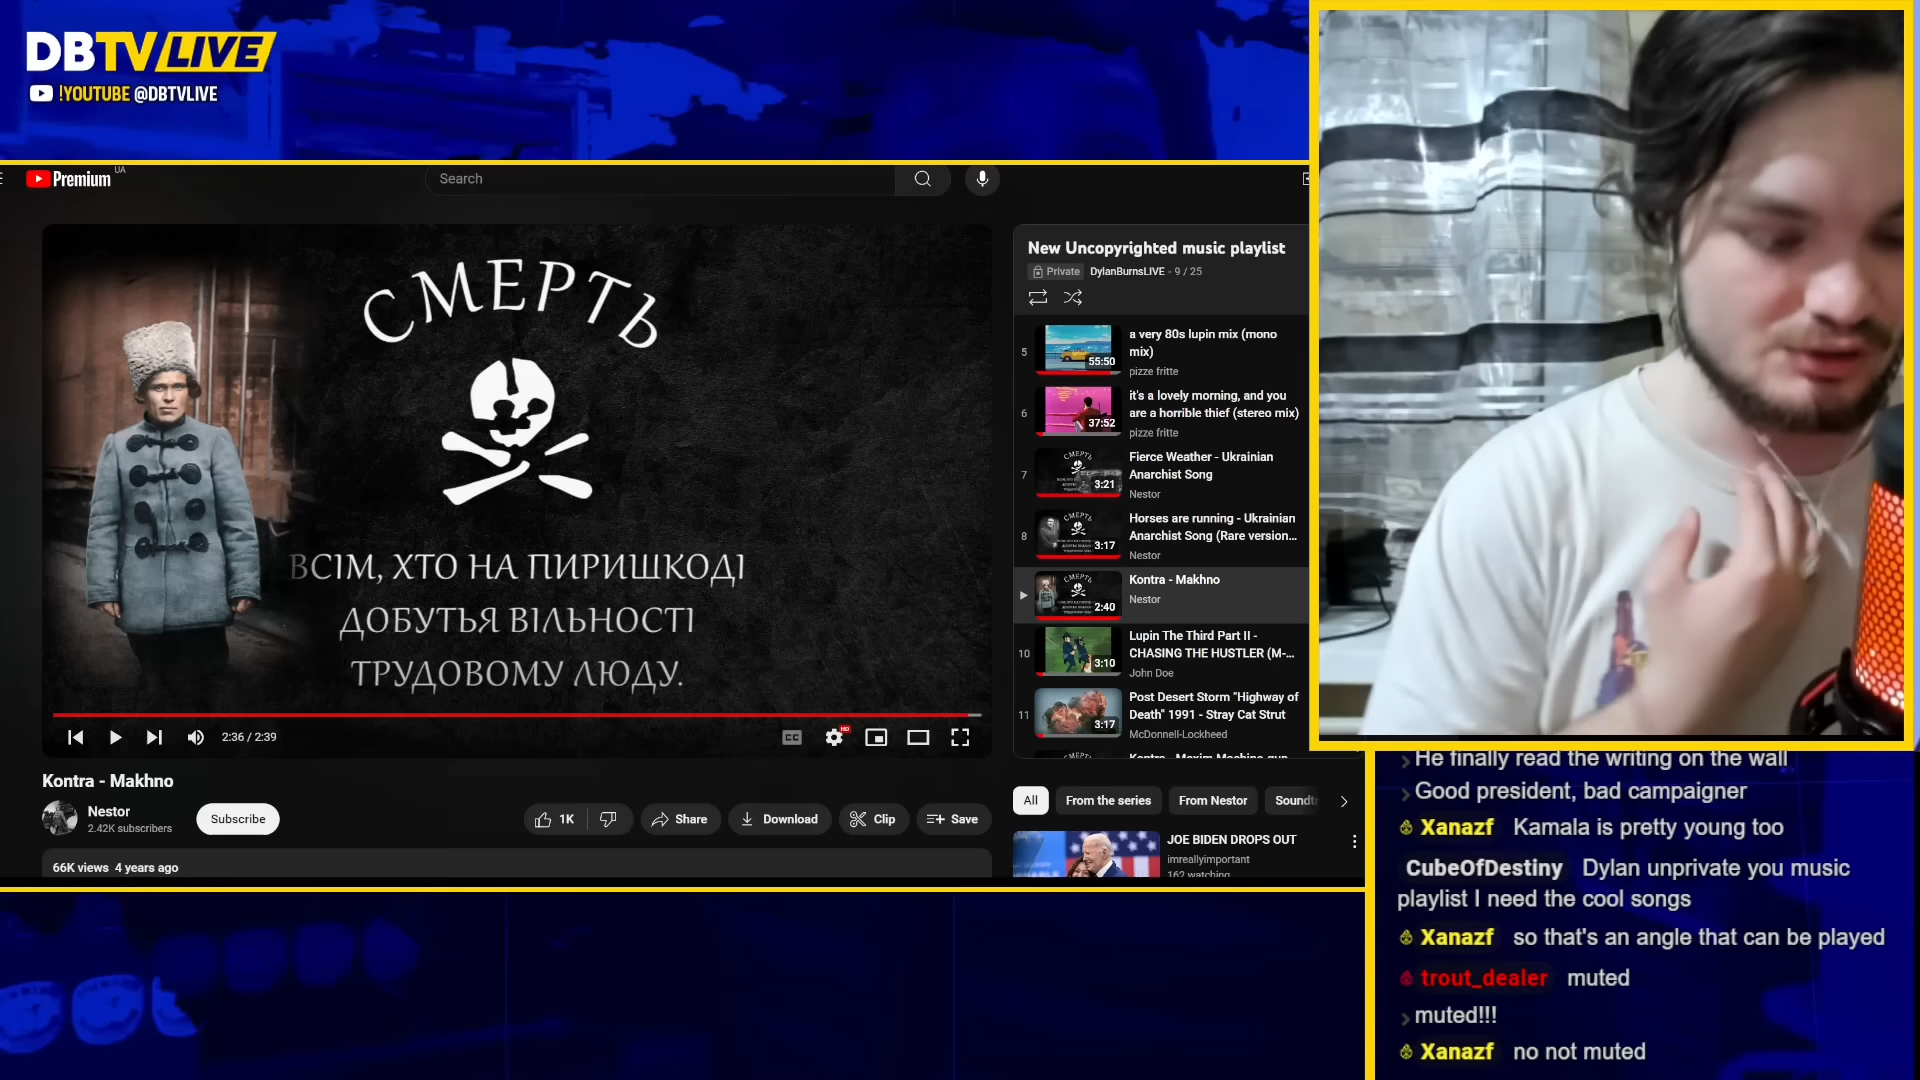 DBTV LIVE
!YOUTUBE @DBTVLIVE
Premium UA
Search
СМЕРТЬ
ВСІМ, ХТО НА ПИРИШКОДІ
ДОБУТЬЯ ВІЛЬНОСТІ
ТРУДОВОМУ ЛЮДУ.
2:36 / 2:39
CC
HD
Kontra - Makhno
Nestor
2.42K subscribers
Subscribe
1K
Share
Download
Clip
Save
66K views 4 years ago
New Uncopyrighted music playlist
Private DylanBurnsLIVE - 9 / 25
5
55:50
a very 80s lupin mix (mono
mix)
pizze fritte
6
37:52
it's a lovely morning, and you
are a horrible thief (stereo mix)
pizze fritte
7
3:21
Fierce Weather - Ukrainian
Anarchist Song
Nestor
8
3:17
Horses are running - Ukrainian
Anarchist Song (Rare version...
Nestor
2:40
Kontra - Makhno
Nestor
10
3:10
Lupin The Third Part II -
CHASING THE HUSTLER (M-...
John Doe
11
3:17
Post Desert Storm "Highway of
Death" 1991 - Stray Cat Strut
McDonnell-Lockheed
Kontra - Maxim Machine-gun
All
From the series
From Nestor
Soundtr
JOE BIDEN DROPS OUT
imreallyimportant
162 watching
He finally read the writing on the wall
Good president, bad campaigner
Xanazf Kamala is pretty young too
CubeOfDestiny Dylan unprivate you music
playlist I need the cool songs
Xanazf so that's an angle that can be played
trout_dealer muted
muted!!!
Xanazf no not muted